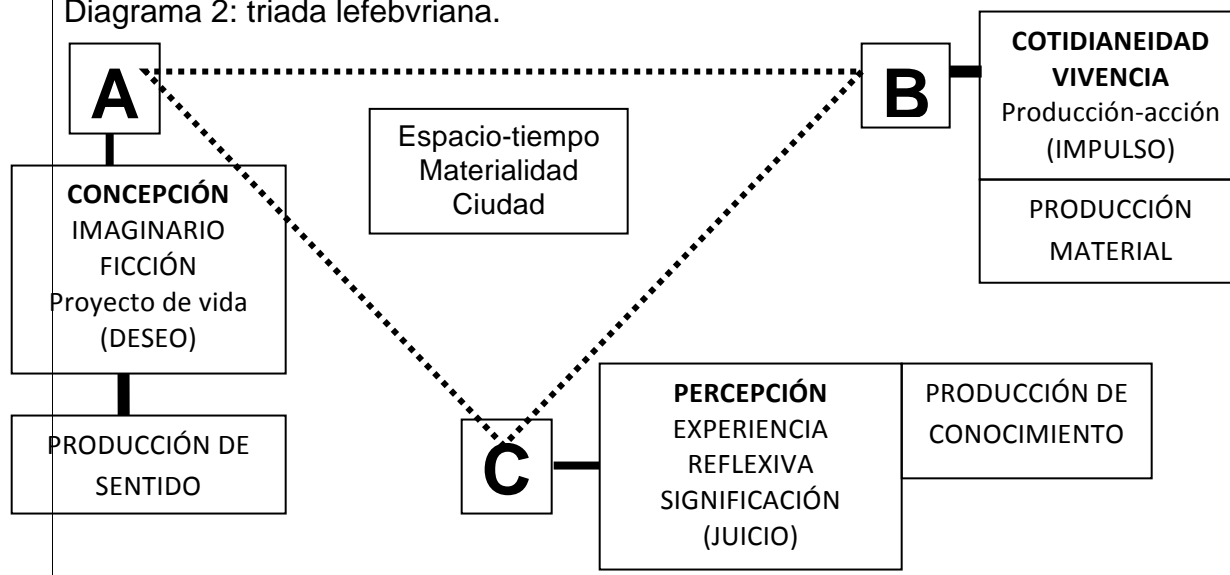 Diagrama 2: triada lefebvriana.
A
B
COTIDIANEIDAD
VIVENCIA
Producción-acción
(IMPULSO)
PRODUCCIÓN
MATERIAL
Espacio-tiempo
Materialidad
Ciudad
CONCEPCIÓN
IMAGINARIO
FICCIÓN
Proyecto de vida
(DESEO)
PRODUCCIÓN DE
SENTIDO
C
PERCEPCIÓN
EXPERIENCIA
REFLEXIVA
SIGNIFICACIÓN
(JUICIO)
PRODUCCIÓN DE
CONOCIMIENTO